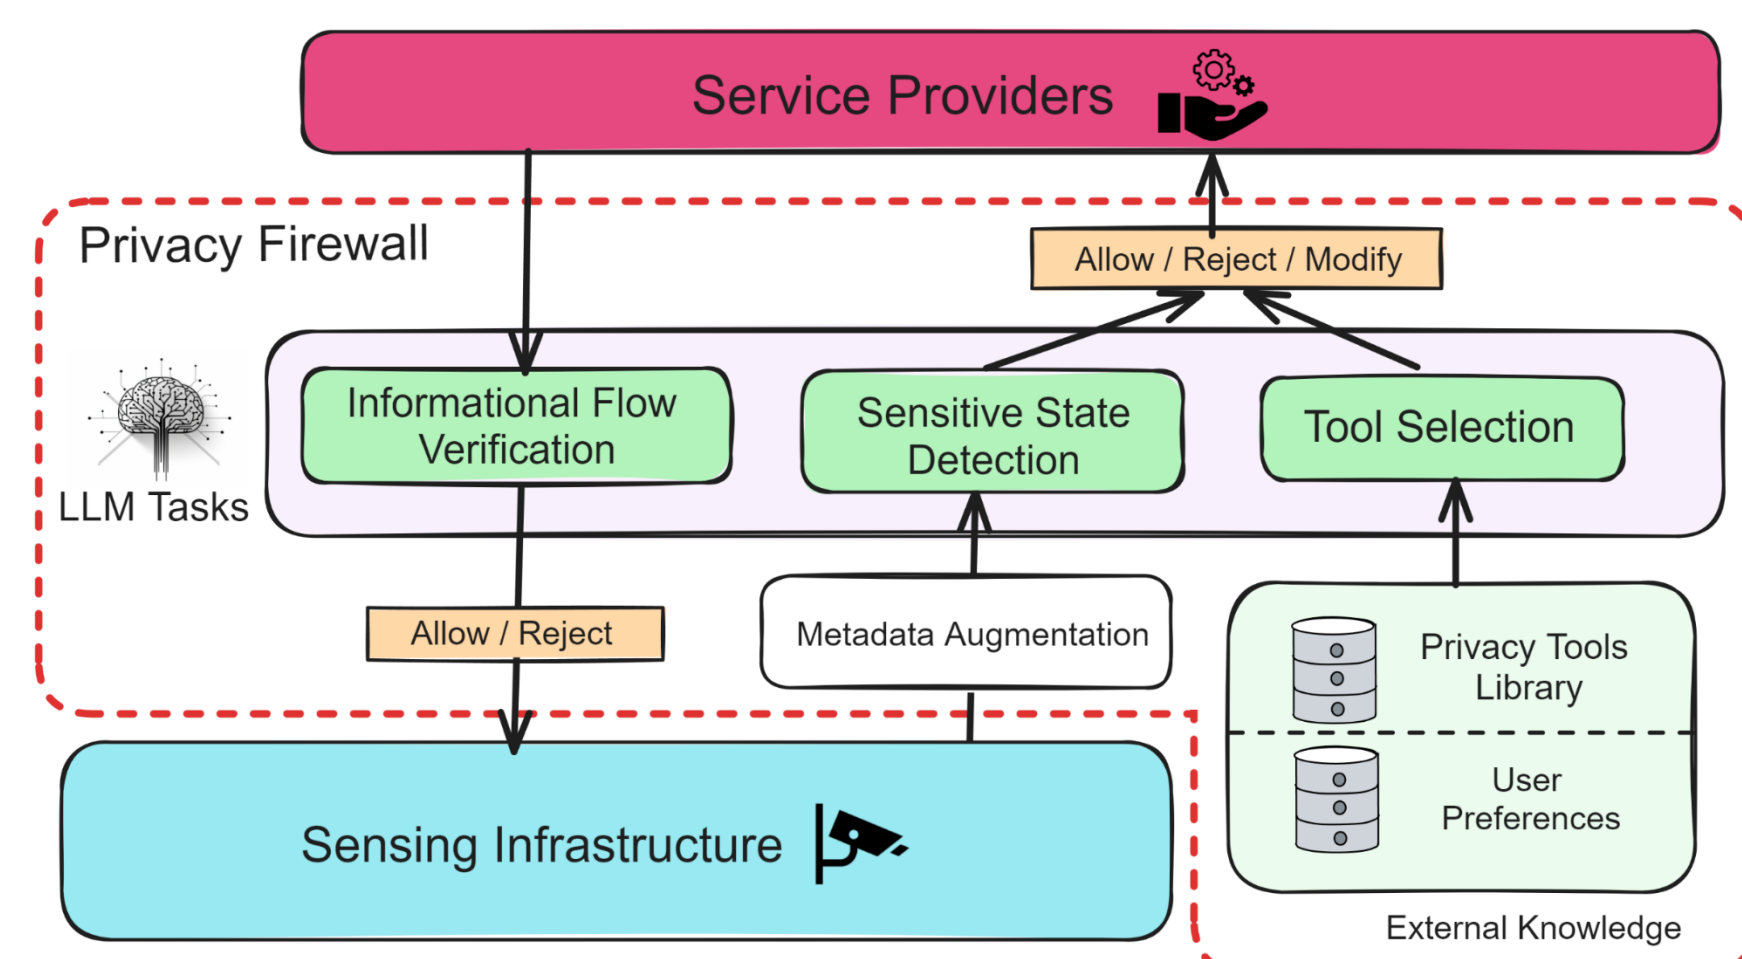 Service Providers
Privacy Firewall
Allow / Reject / Modify
Informational Flow
Verification
Sensitive State
Detection
Tool Selection
LLM Tasks
Allow / Reject
Metadata Augmentation
Privacy Tools
Library
User
Preferences
Sensing Infrastructure
External Knowledge